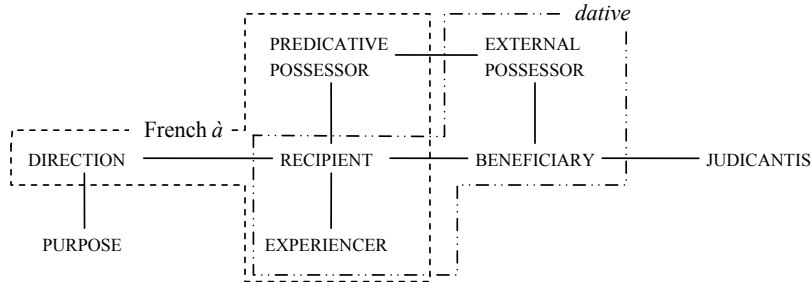 dative
PREDICATIVE EXTERNAL
POSSESSOR POSSESSOR
French à
DIRECTION RECIPIENT BENEFICIARY JUDICANTIS
PURPOSE EXPERIENCER